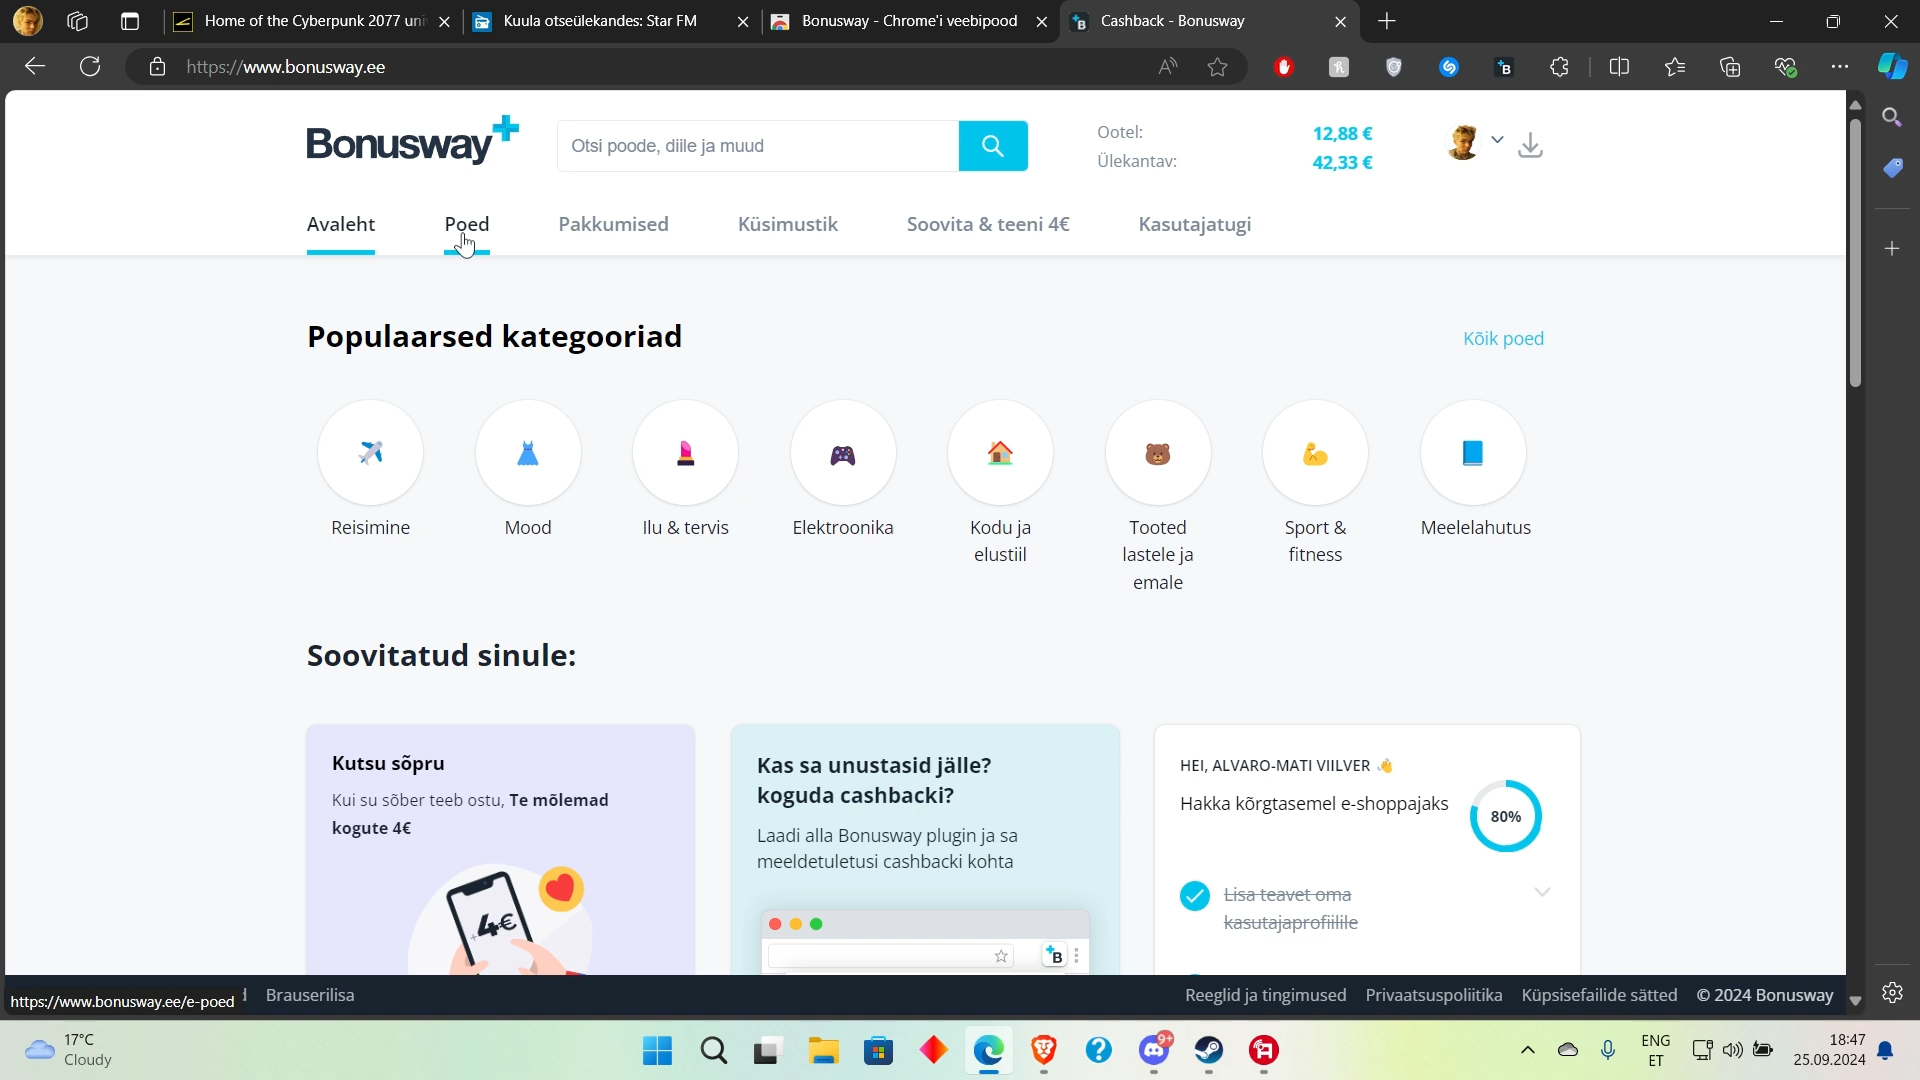 Home of the Cyberpunk 2077 uni
Kuula otseülekandes: Star FM
Bonusway - Chrome'i veebipood
Cashback - Bonusway
https://www.bonusway.ee
Bonusway
Otsi poode, diile ja muud
Ootel: 12,88 €
Ülekantav: 42,33 €
Avaleht Poed Pakkumised Küsimustik Soovita & teeni 4€ Kasutajatugi
Populaarsed kategooriad
Kõik poed
Reisimine
Mood
Ilu & tervis
Elektroonika
Kodu ja
elustiil
Tooted
lastele ja
emale
Sport &
fitness
Meelelahutus
Soovitatud sinule:
Kutsu sõpru
Kui su sõber teeb ostu, Te mõlemad
kogute 4€
4€
Kas sa unustasid jälle?
koguda cashbacki?
Laadi alla Bonusway plugin ja sa
meeldetuletusi cashbacki kohta
B
HEI, ALVARO-MATI VIILVER
Hakka kõrgtasemel e-shoppajaks
80%
Lisa teavet oma
kasutajaprofiilile
https://www.bonusway.ee/e-poed
Brauserilisa
Reeglid ja tingimused Privaatsuspoliitika Küpsisefailide sätted © 2024 Bonusway
17°C
Cloudy
9+
ENG
ET
18:47
25.09.2024